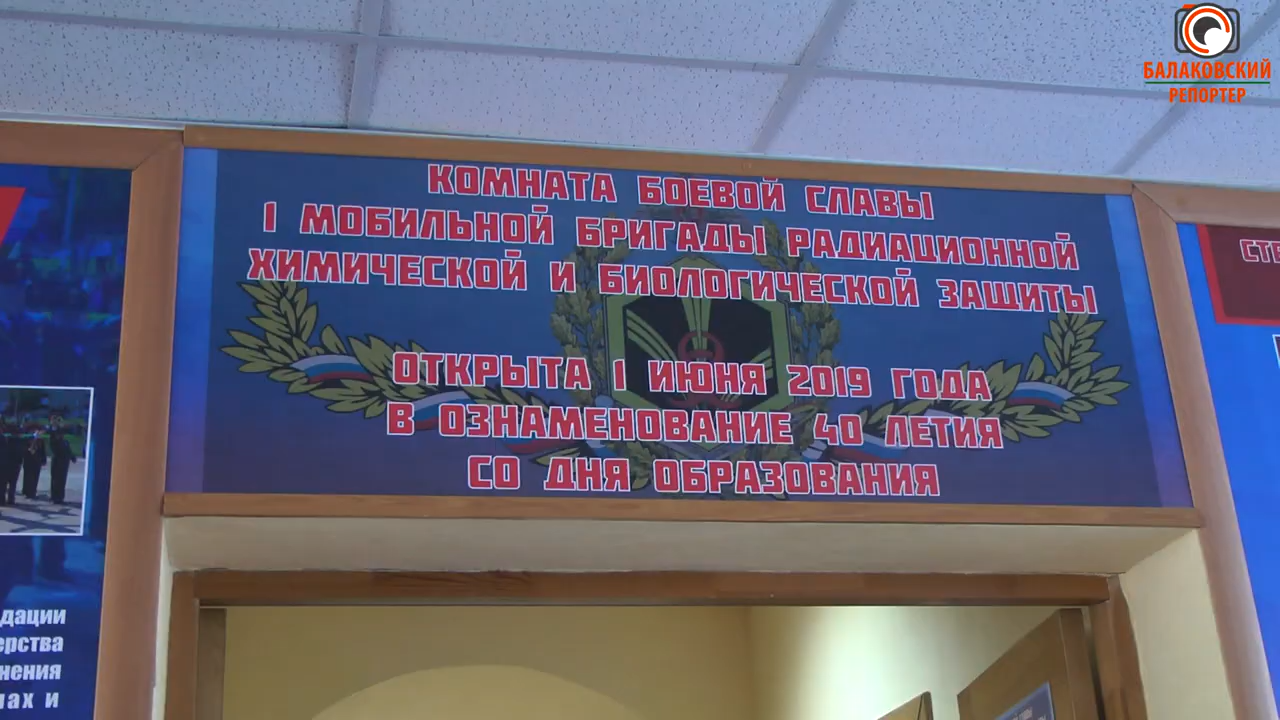 БАЛАКОВСКИЙ
РЕПОРТЕР
КОМНАТА БОЕВОЙ СЛАВЫ
1 МОБИЛЬНОЙ БРИГАДЫ РАДИАЦИОННОЙ
ХИМИЧЕСКОЙ И БИОЛОГИЧЕСКОЙ ЗАЩИТЫ
ОТКРЫТА 1 ИЮНЯ 2019 ГОДА
В ОЗНАМЕНОВАНИЕ 40 ЛЕТИЯ
СО ДНЯ ОБРАЗОВАНИЯ